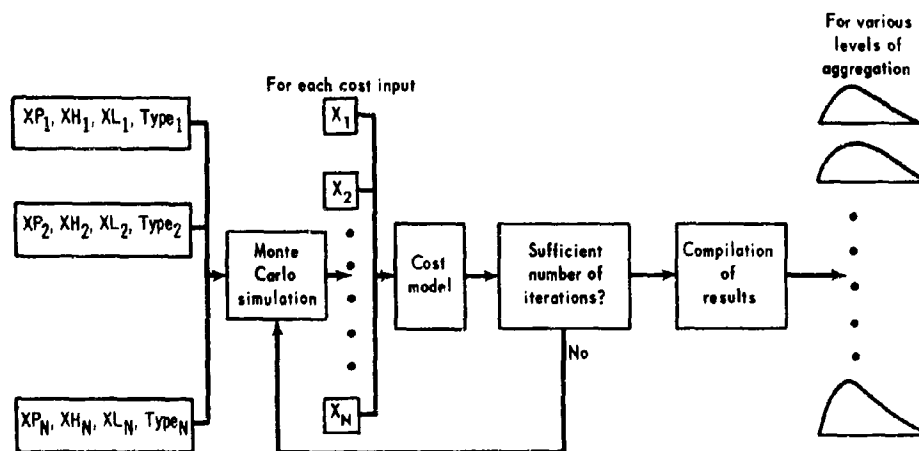 For various
levels of
aggregation
For each cost input
XP1, XH1, XL1, Type1
X1
XP2, XH2, XL2, Type2
X2
Monte
Carlo
simulation
Cost
model
Sufficient
number of
iterations?
Compilation
of
results
No
XPN, XHN, XLN, TypeN
XN